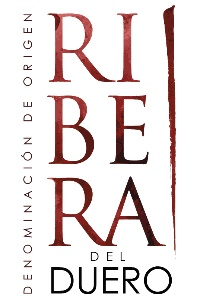 DENOMINACIÓN DE ORIGEN
RI
BE
RA
DEL
DUERO